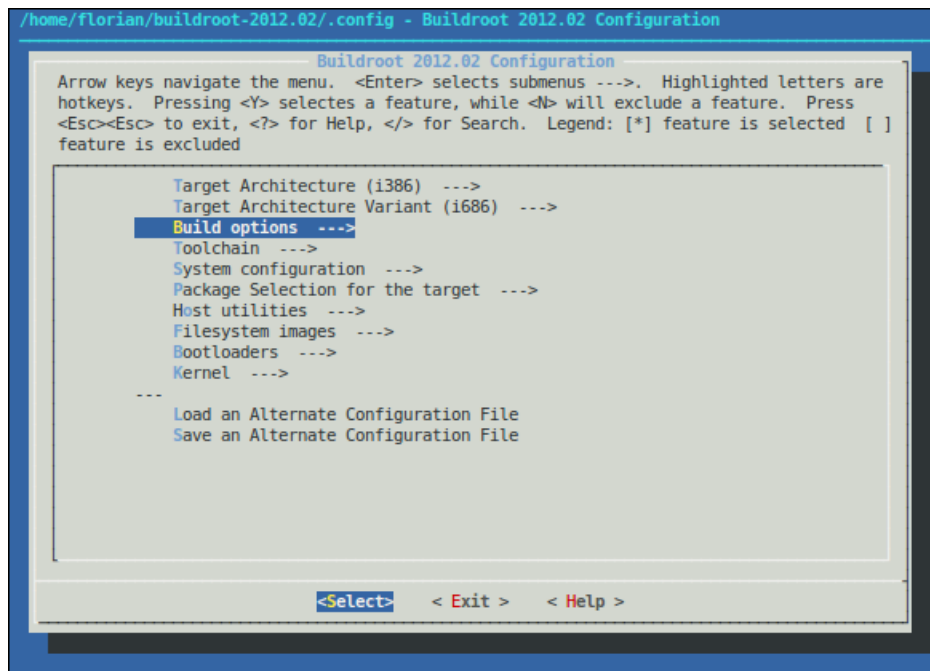 /home/florian/buildroot-2012.02/.config - Buildroot 2012.02 Configuration
Buildroot 2012.02 Configuration
Arrow keys navigate the menu.  <Enter> selects submenus --->.  Highlighted letters are
hotkeys.  Pressing <Y> selectes a feature, while <N> will exclude a feature.  Press
<Esc><Esc> to exit, <?> for Help, </> for Search.  Legend: [*] feature is selected  [ ]
feature is excluded
Target Architecture (i386)  --->
Target Architecture Variant (i686)  --->
Build options  --->
Toolchain  --->
System configuration  --->
Package Selection for the target  --->
Host utilities  --->
Filesystem images  --->
Bootloaders  --->
Kernel  --->
---
Load an Alternate Configuration File
Save an Alternate Configuration File
<Select>    < Exit >    < Help >